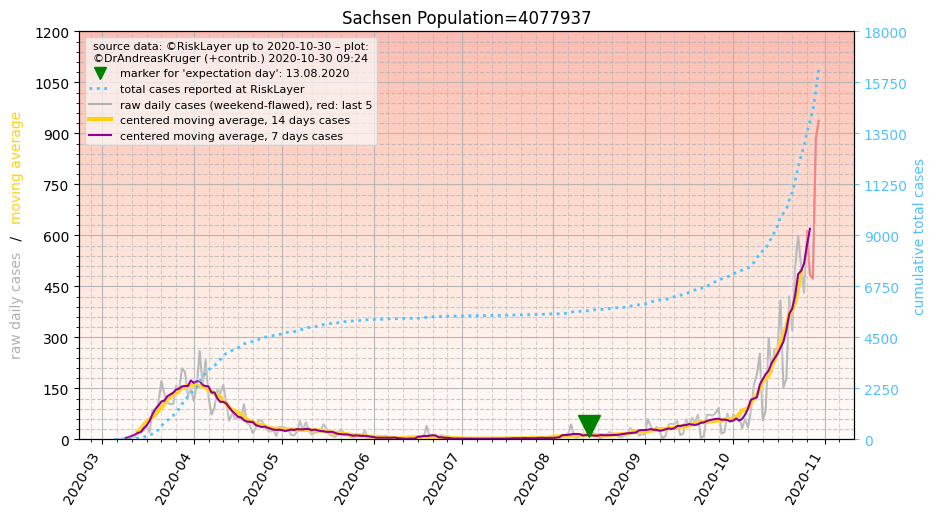 Sachsen Population=4077937
source data: ©RiskLayer up to 2020-10-30 – plot:
©DrAndreasKruger (+contrib.) 2020-10-30 09:24
marker for 'expectation day': 13.08.2020
total cases reported at RiskLayer
raw daily cases (weekend-flawed), red: last 5
centered moving average, 14 days cases
centered moving average, 7 days cases
raw daily cases / moving average
1200
1050
900
750
600
450
300
150
0
18000
15750
13500
11250
9000
6750
4500
2250
0
cumulative total cases
2020-03
2020-04
2020-05
2020-06
2020-07
2020-08
2020-09
2020-10
2020-11